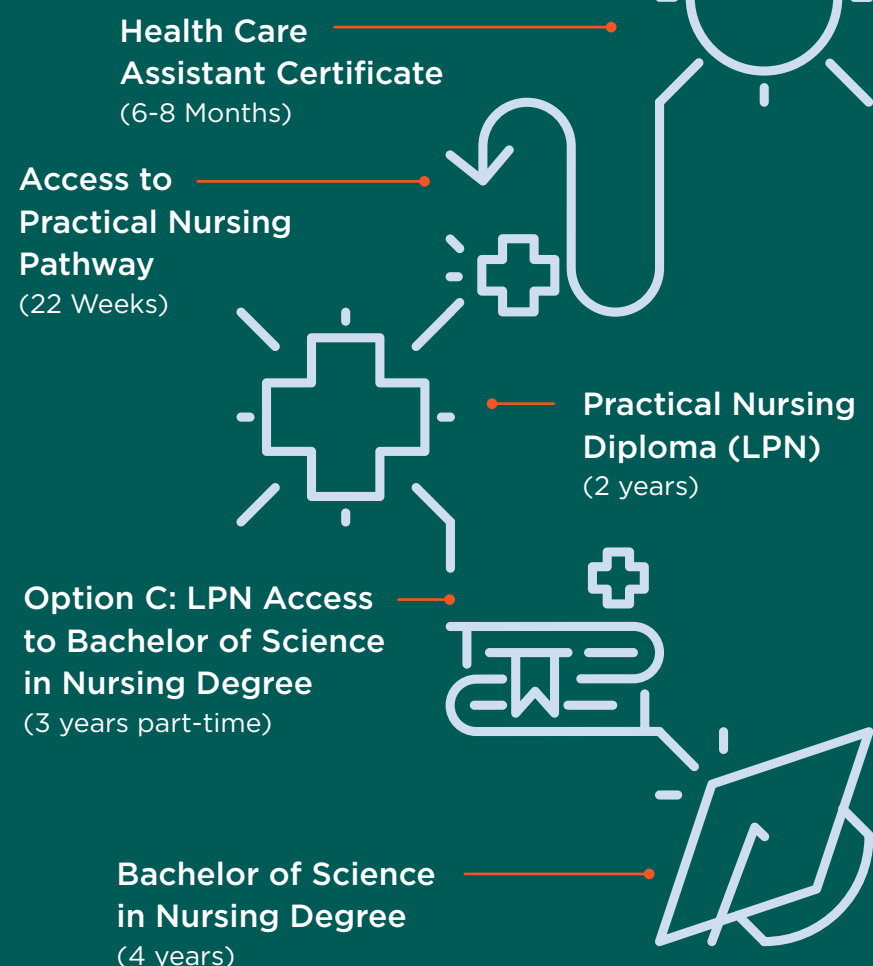 Health Care
Assistant Certificate
(6-8 Months)
Access to
Practical Nursing
Pathway
(22 Weeks)
Practical Nursing
Diploma (LPN)
(2 years)
Option C: LPN Access
to Bachelor of Science
in Nursing Degree
(3 years part-time)
Bachelor of Science
in Nursing Degree
(4 years)